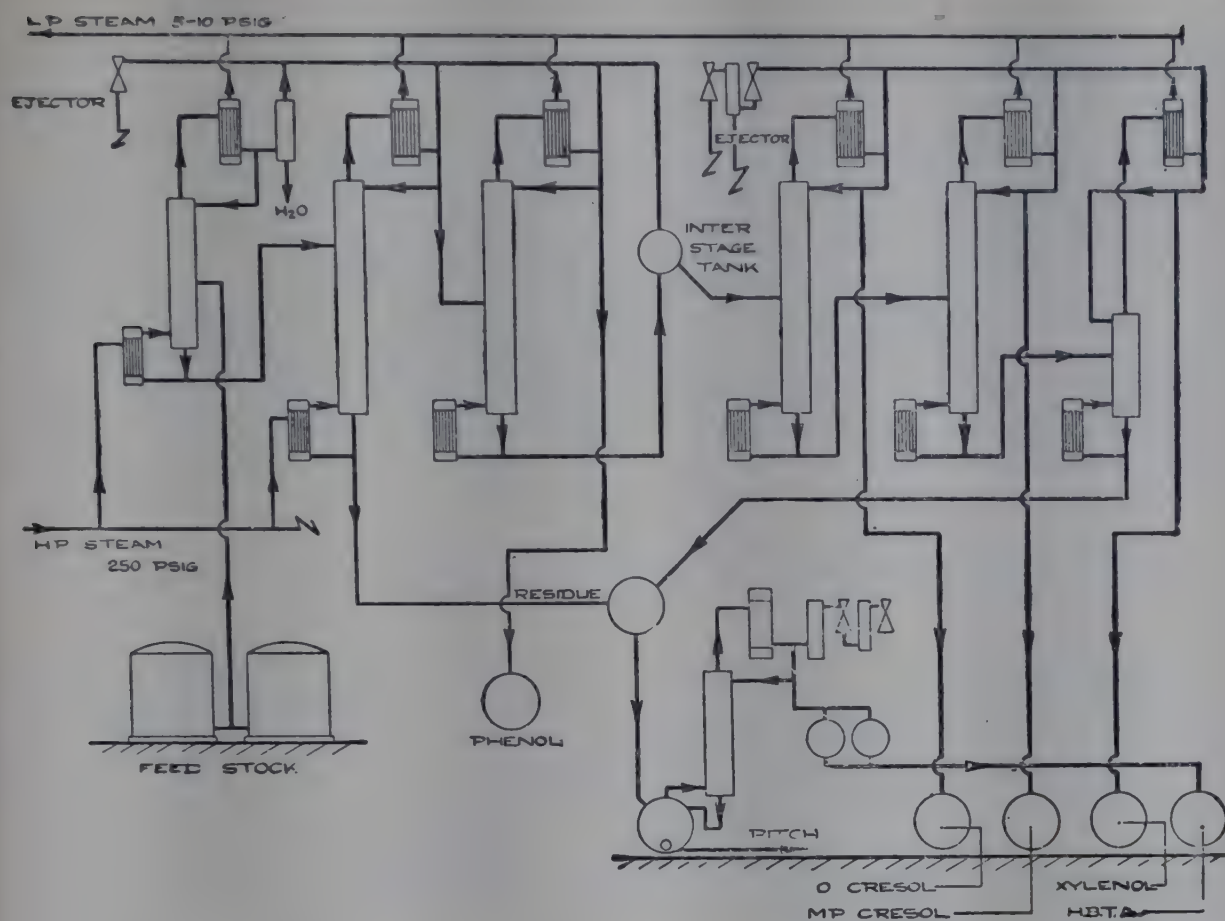 LP STEAM 5-10 PSIG
EJECTOR
EJECTOR
H2O
INTER
STAGE
TANK
HP STEAM
250 PSIG
RESIDUE
PHENOL
FEED STOCK
PITCH
O CRESOL
XYLENOL
MP CRESOL
H.B.T.A.